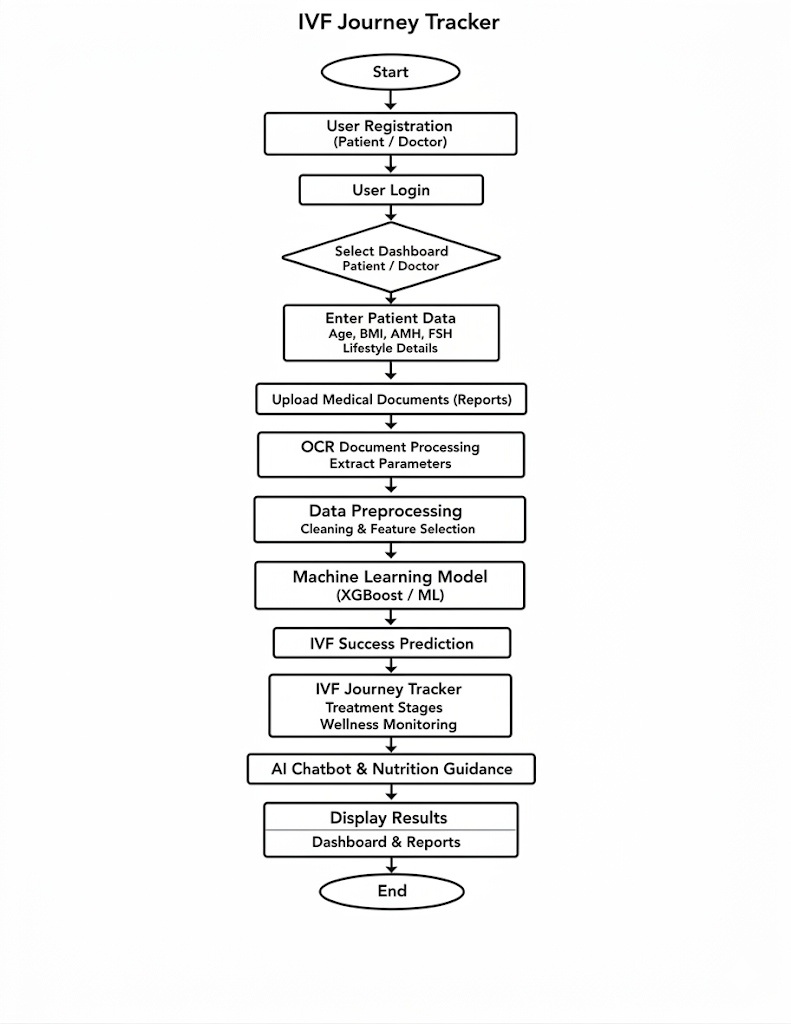 IVF Journey Tracker
Start
User Registration
(Patient / Doctor)
User Login
Select Dashboard
Patient / Doctor
Enter Patient Data
Age, BMI, AMH, FSH
Lifestyle Details
Upload Medical Documents (Reports)
OCR Document Processing
Extract Parameters
Data Preprocessing
Cleaning & Feature Selection
Machine Learning Model
(XGBoost / ML)
IVF Success Prediction
IVF Journey Tracker
Treatment Stages
Wellness Monitoring
AI Chatbot & Nutrition Guidance
Display Results
Dashboard & Reports
End